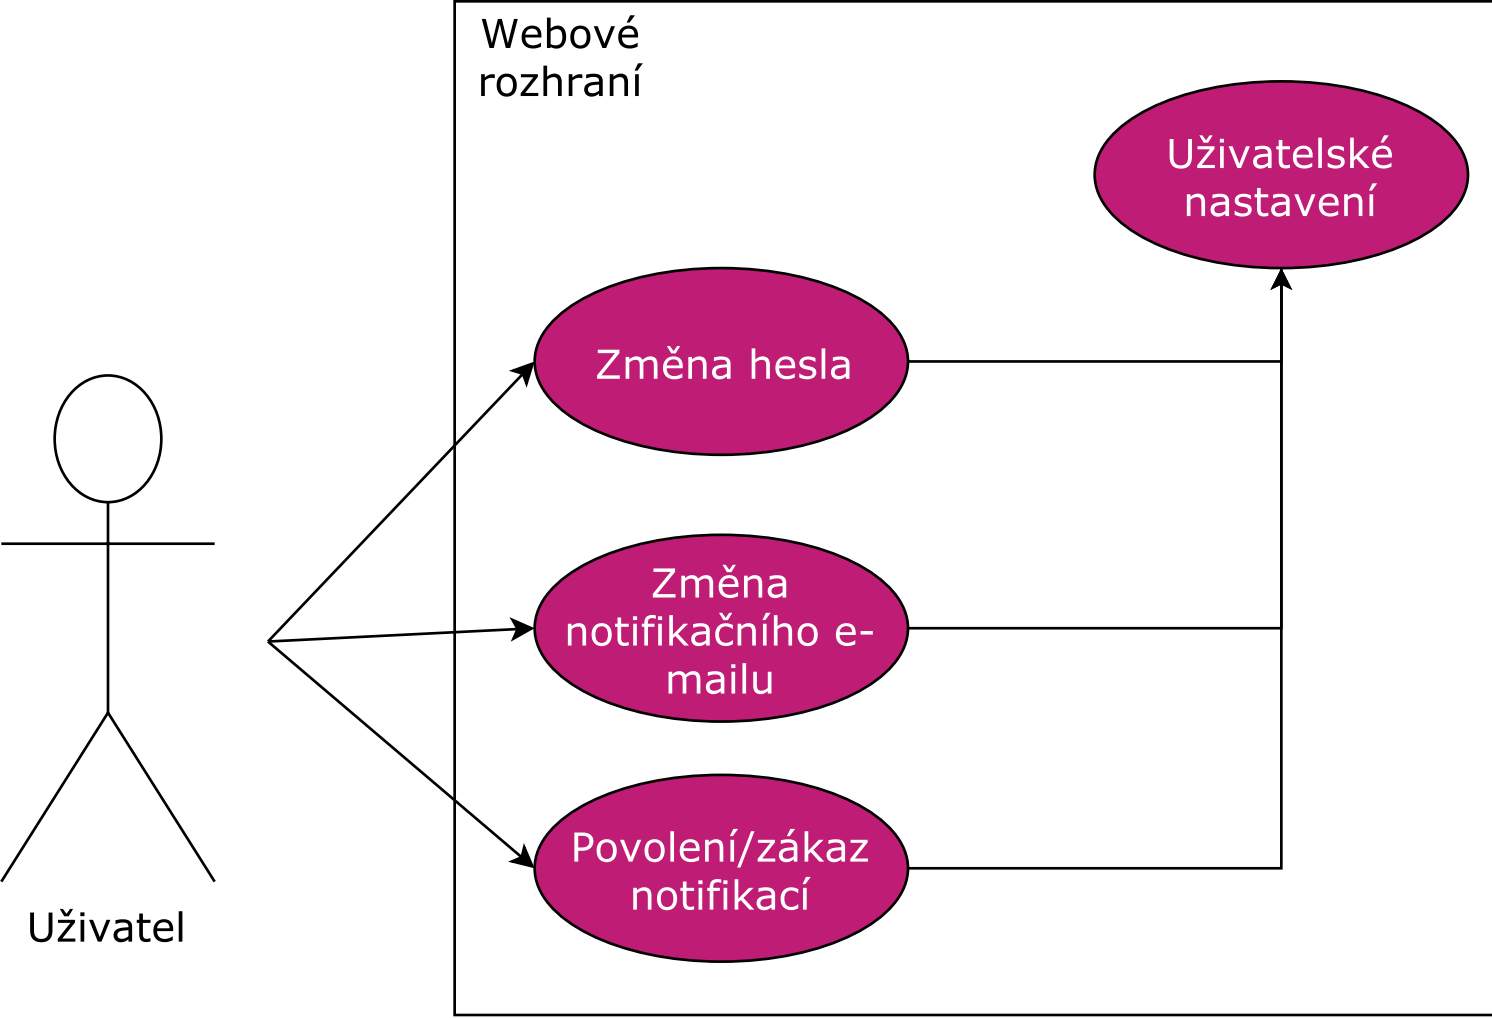 Webové
rozhraní
Uživatelské
nastavení
Změna hesla
Změna
notifikačního e-
mailu
Povolení/zákaz
notifikací
Uživatel